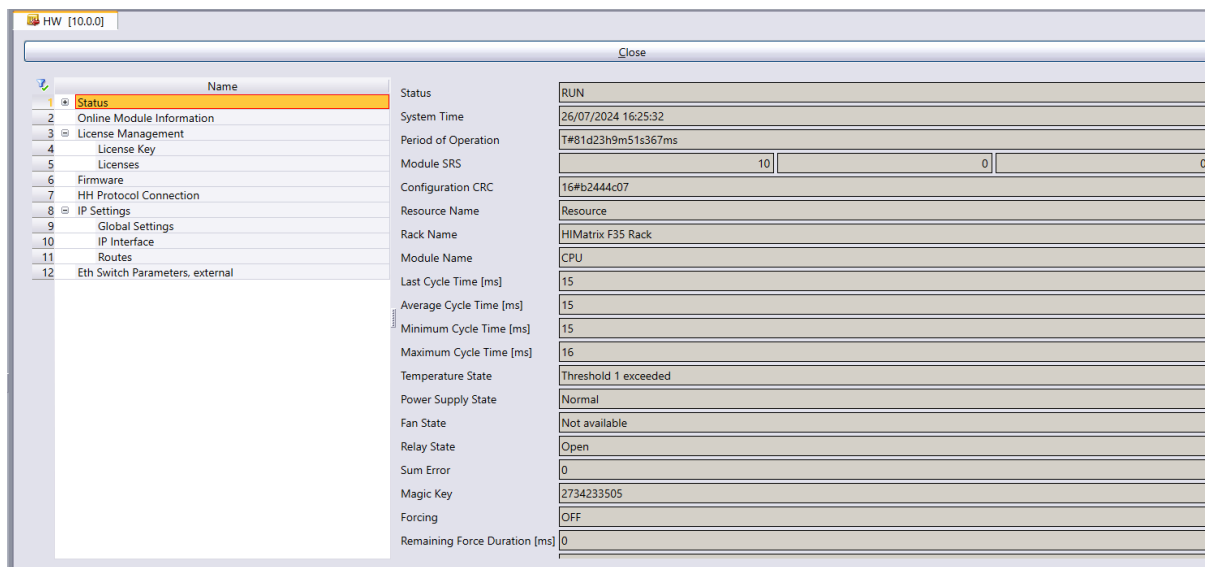 HW [10.0.0]
Close
Name
1 Status
2 Online Module Information
3 License Management
4 License Key
5 Licenses
6 Firmware
7 HH Protocol Connection
8 IP Settings
9 Global Settings
10 IP Interface
11 Routes
12 Eth Switch Parameters, external
Status RUN
System Time 26/07/2024 16:25:32
Period of Operation T#81d23h9m51s367ms
Module SRS 10 0 0
Configuration CRC 16#b2444c07
Resource Name Resource
Rack Name HIMatrix F35 Rack
Module Name CPU
Last Cycle Time [ms] 15
Average Cycle Time [ms] 15
Minimum Cycle Time [ms] 15
Maximum Cycle Time [ms] 16
Temperature State Threshold 1 exceeded
Power Supply State Normal
Fan State Not available
Relay State Open
Sum Error 0
Magic Key 2734233505
Forcing OFF
Remaining Force Duration [ms] 0